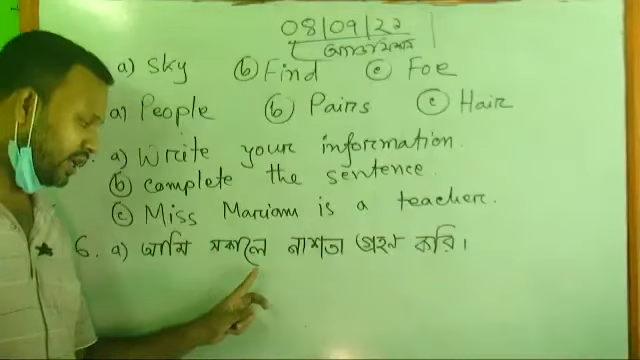 08/09/22
a) Sky (b) Find (c) For
a) People (b) Pairs (c) Hair
a) Write your information.
(b) complete the sentence.
(c) Miss Mariam is a teacher.
6. a) আমি সকালে নাশতা গ্রহণ করি।